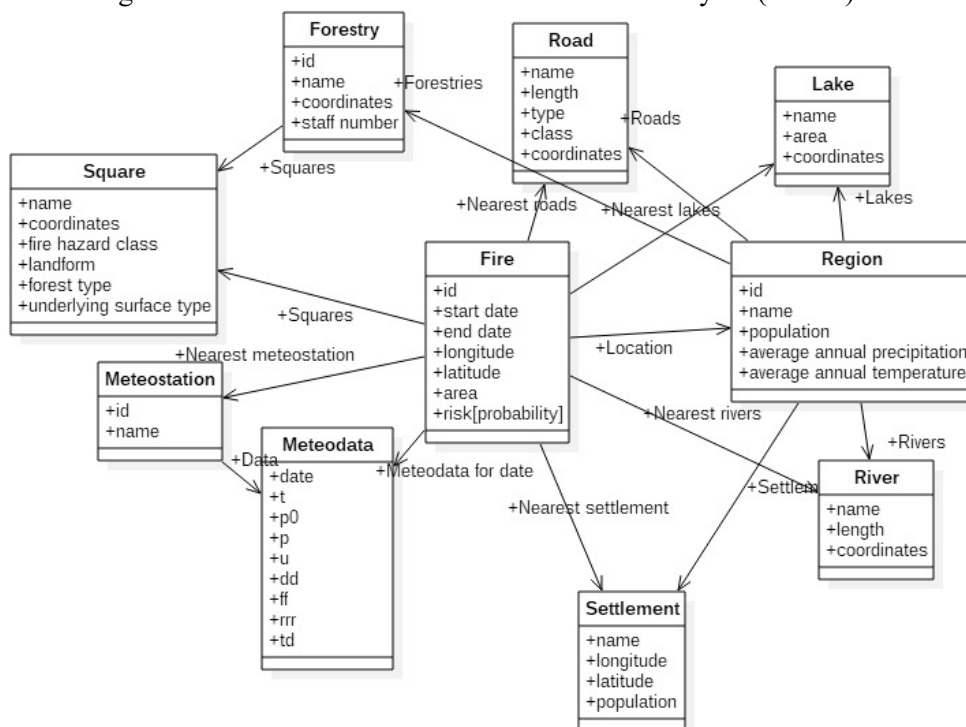 Forestry
+id
+name
+coordinates
+staff number
+Forestries
Road
+name
+length
+type
+class
+coordinates
+Roads
Lake
+name
+area
+coordinates
+Lakes
Square
+name
+coordinates
+fire hazard class
+landform
+forest type
+underlying surface type
+Squares
+Nearest roads
+Nearest lakes
Fire
+id
+start date
+end date
+longitude
+latitude
+area
+risk[probability]
Region
+id
+name
+population
+average annual precipitation
+average annual temperature
+Squares
+Location
+Nearest meteostation
Meteostation
+id
+name
+Data
Meteodata
+date
+t
+p0
+p
+u
+dd
+ff
+rrr
+td
+Meteodata for date
+Nearest rivers
+Rivers
+Settlem
+Nearest settlement
River
+name
+length
+coordinates
Settlement
+name
+longitude
+latitude
+population